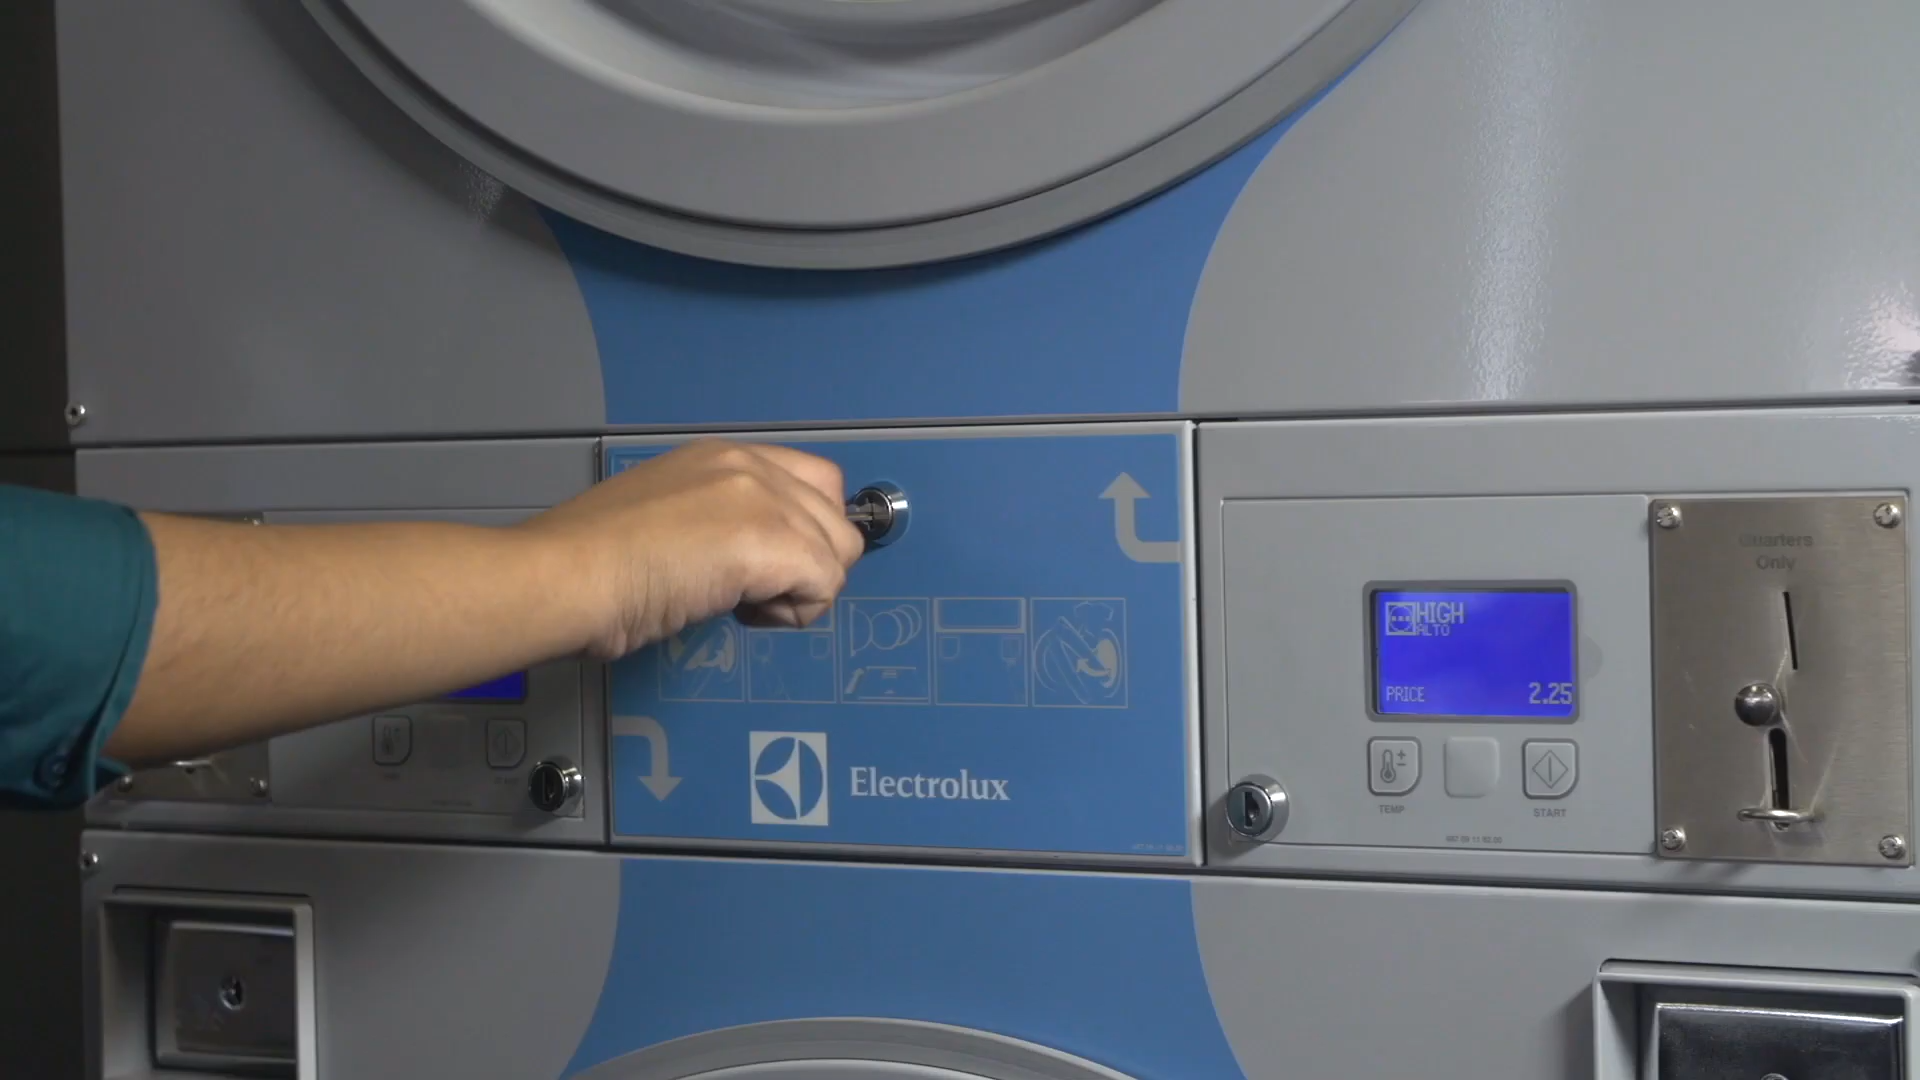 Quarters
Only
HIGH
ALTO
PRICE 2.25
TEMP
START
Electrolux